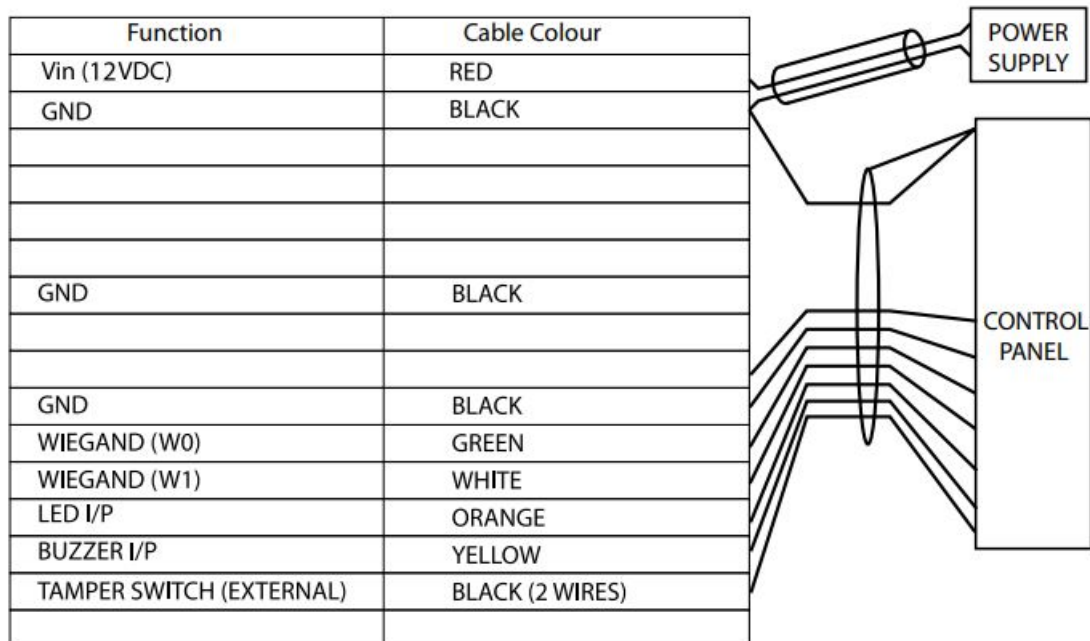 Function Cable Colour
Vin (12VDC) RED
GND BLACK
GND BLACK
GND BLACK
WIEGAND (W0) GREEN
WIEGAND (W1) WHITE
LED I/P ORANGE
BUZZER I/P YELLOW
TAMPER SWITCH (EXTERNAL) BLACK (2 WIRES)
POWER
SUPPLY
CONTROL
PANEL